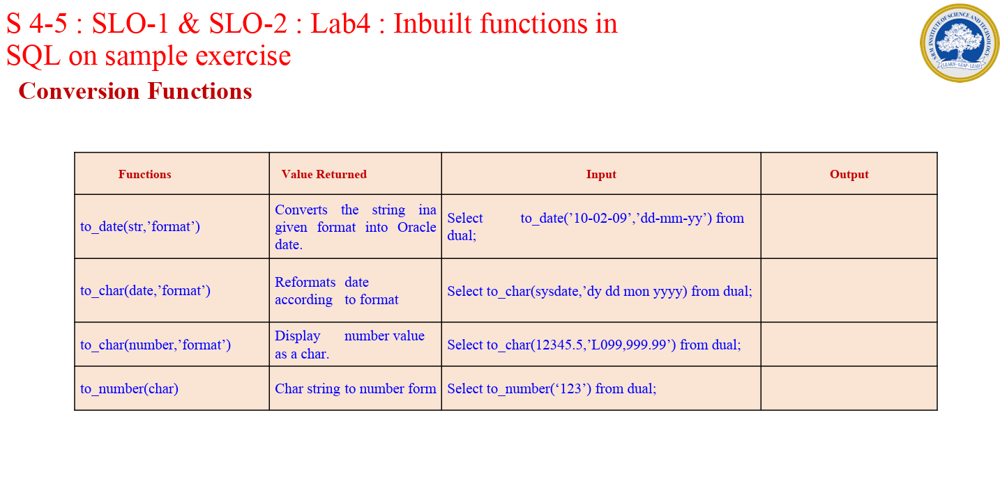 S 4-5 : SLO-1 & SLO-2 : Lab4 : Inbuilt functions in
SQL on sample exercise
SRM INSTITUTE OF SCIENCE AND TECHNOLOGY
LEARN - LEAP - LEAD
Conversion Functions
Functions
Value Returned
Input
Output
to_date(str,’format’)
Converts the string ina
given format into Oracle
date.
Select to_date(’10-02-09’,’dd-mm-yy’) from
dual;
to_char(date,’format’)
Reformats date
according to format
Select to_char(sysdate,’dy dd mon yyyy) from dual;
to_char(number,’format’)
Display number value
as a char.
Select to_char(12345.5,’L099,999.99’) from dual;
to_number(char)
Char string to number form
Select to_number(‘123’) from dual;